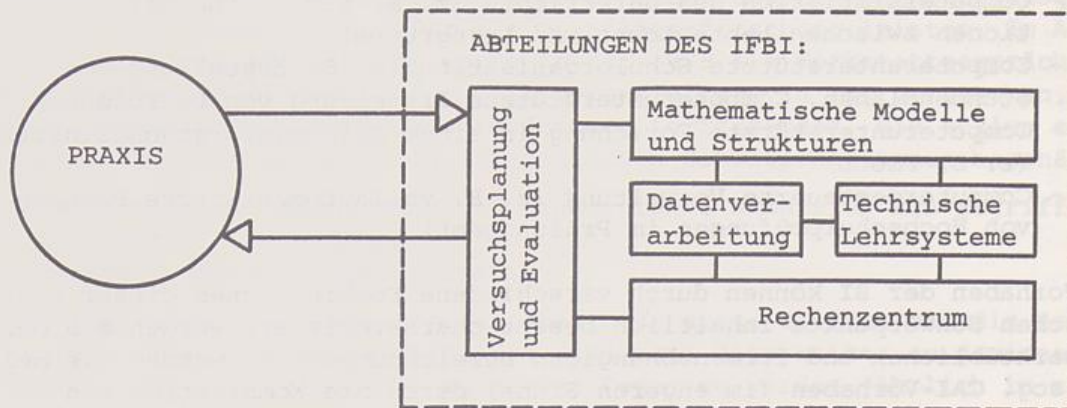 ABTEILUNGEN DES IFBI:
PRAXIS
Versuchsplanung
und Evaluation
Mathematische Modelle
und Strukturen
Datenver-
arbeitung
Technische
Lehrsysteme
Rechenzentrum